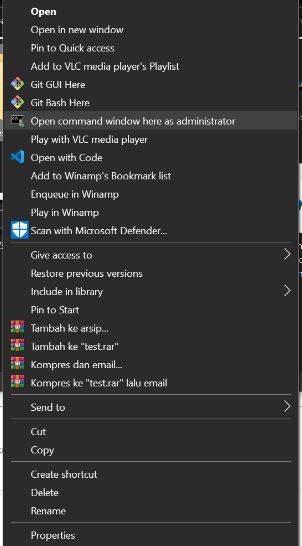 Open
Open in new window
Pin to Quick access
Add to VLC media player's Playlist
Git GUI Here
Git Bash Here
Open command window here as administrator
Play with VLC media player
Open with Code
Add to Winamp's Bookmark list
Enqueue in Winamp
Play in Winamp
Scan with Microsoft Defender...
Give access to
Restore previous versions
Include in library
Pin to Start
Tambah ke arsip...
Tambah ke "test.rar"
Kompres dan email...
Kompres ke "test.rar" lalu email
Send to
Cut
Copy
Create shortcut
Delete
Rename
Properties